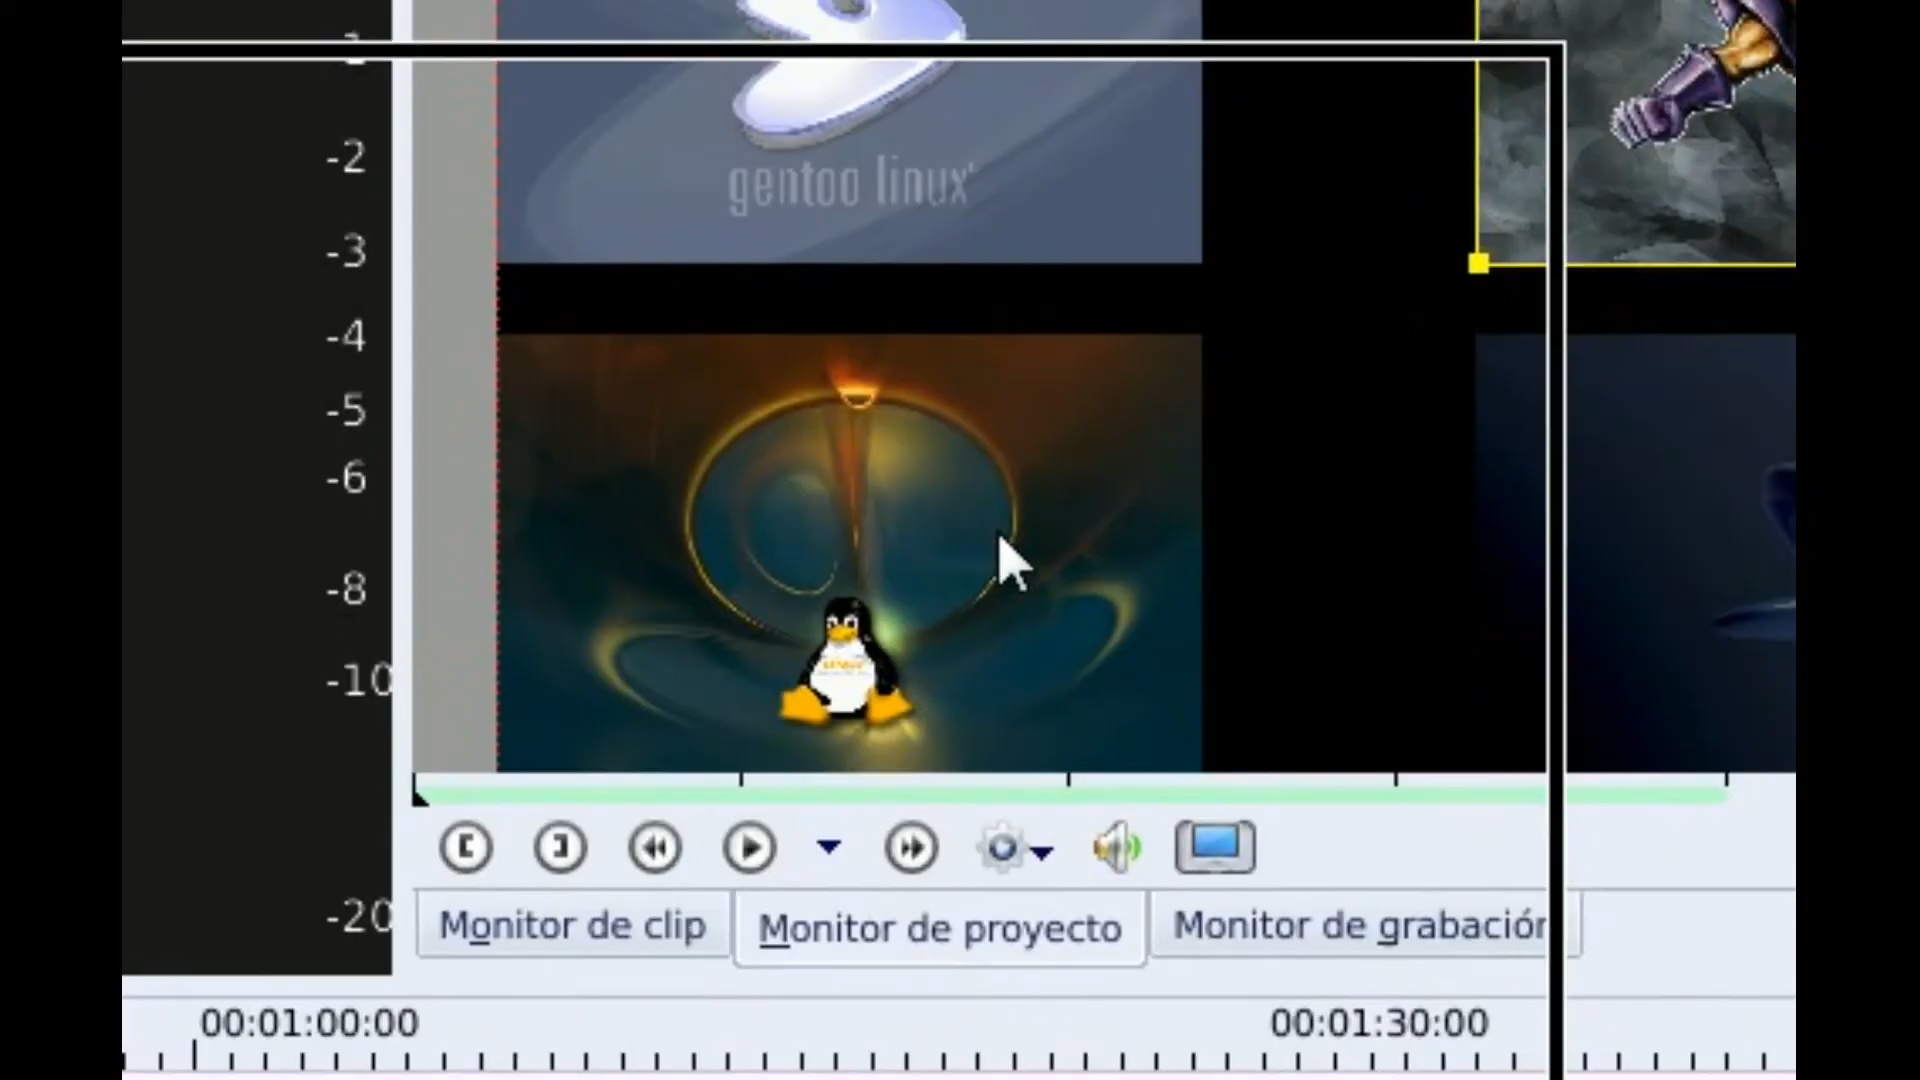 gentoo linux
-2
-3
-4
-5
-6
-8
-10
-20
Monitor de clip
Monitor de proyecto
Monitor de grabación
00:01:00:00
00:01:30:00